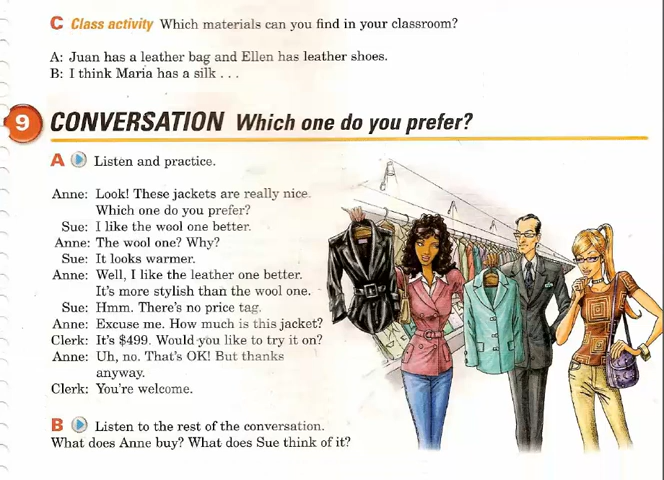 C Class activity Which materials can you find in your classroom?
A: Juan has a leather bag and Ellen has leather shoes.
B: I think Maria has a silk . . .
9 CONVERSATION Which one do you prefer?
A Listen and practice.
Anne: Look! These jackets are really nice.
Which one do you prefer?
Sue: I like the wool one better.
Anne: The wool one? Why?
Sue: It looks warmer.
Anne: Well, I like the leather one better.
It's more stylish than the wool one.
Sue: Hmm. There's no price tag.
Anne: Excuse me. How much is this jacket?
Clerk: It's $499. Would you like to try it on?
Anne: Uh, no. That's OK! But thanks
anyway.
Clerk: You're welcome.
B Listen to the rest of the conversation.
What does Anne buy? What does Sue think of it?